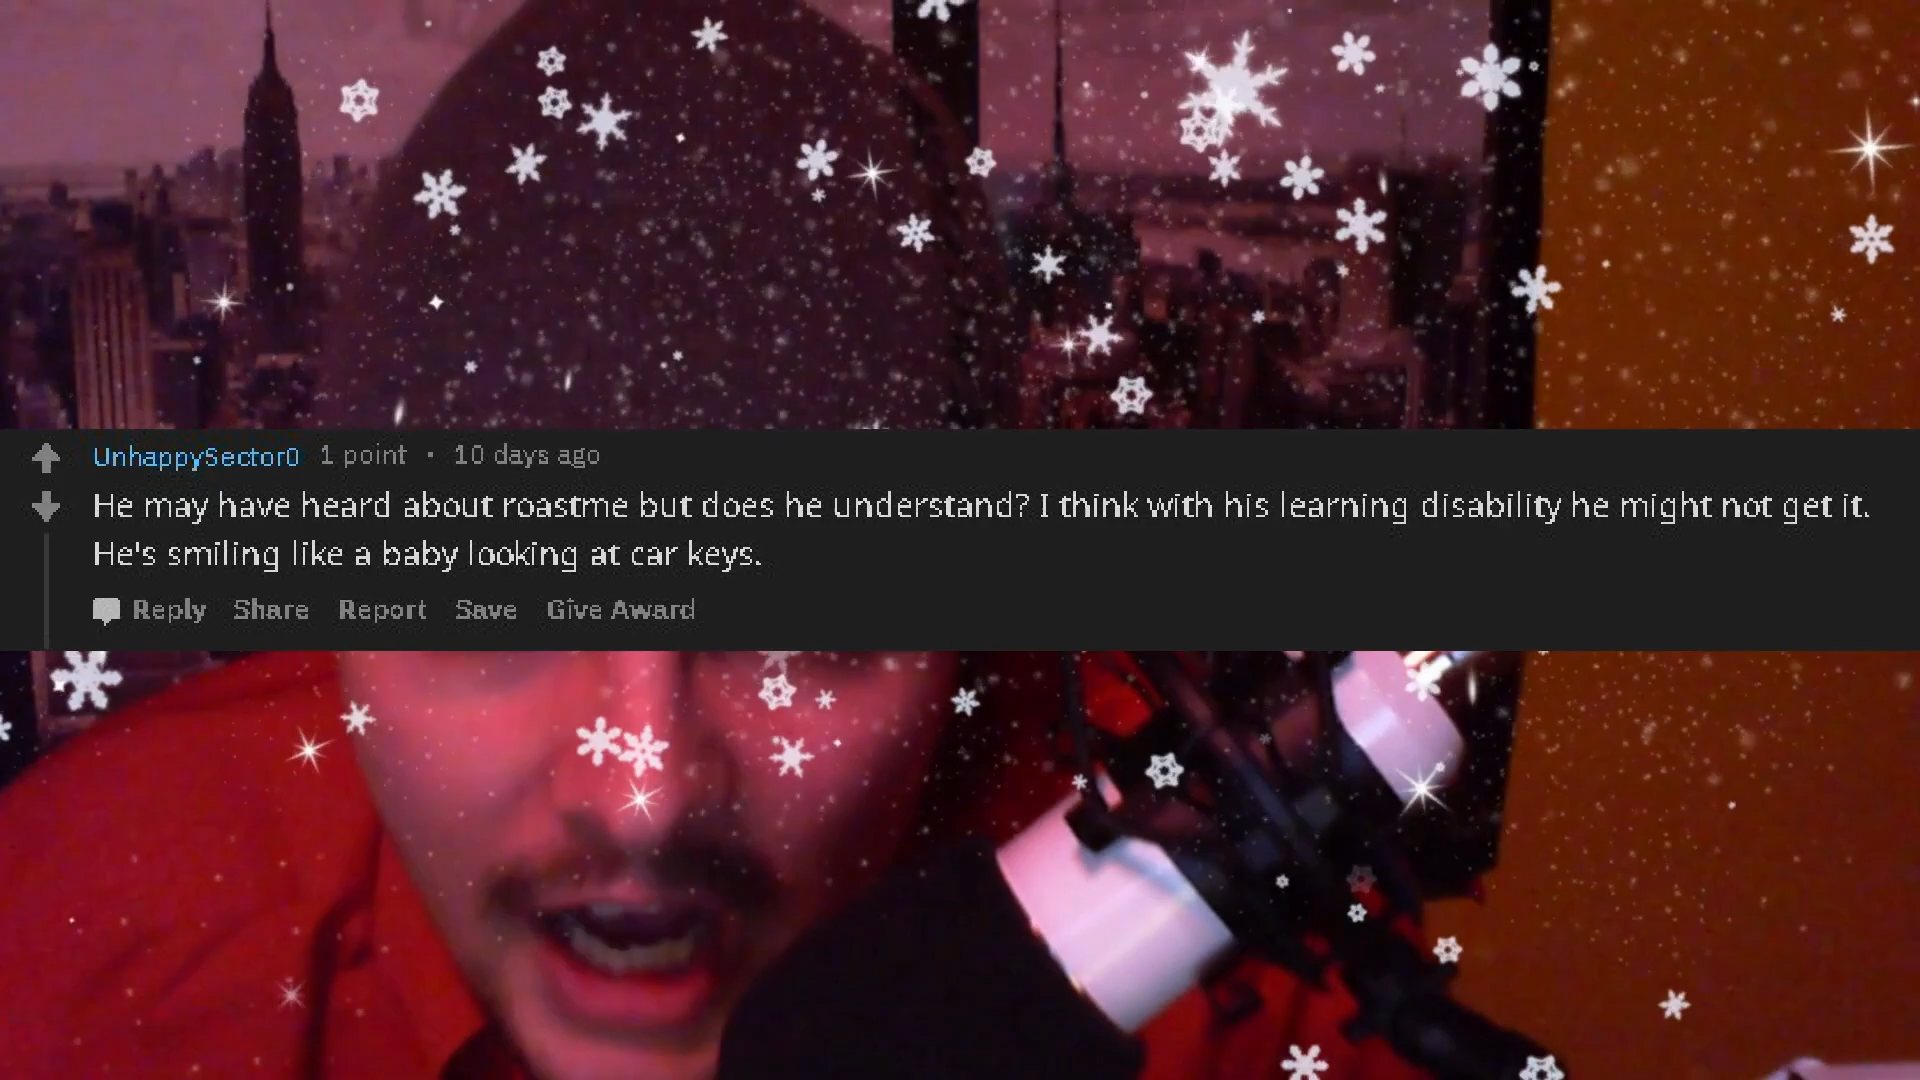 UnhappySector0 1 point · 10 days ago
He may have heard about roastme but does he understand? I think with his learning disability he might not get it.
He's smiling like a baby looking at car keys.
Reply Share Report Save Give Award